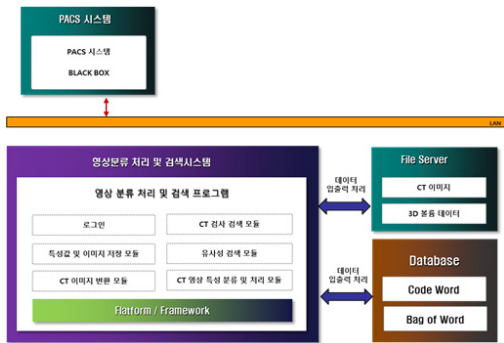 PACS 시스템
PACS 시스템
BLACK BOX
LAN
영상분류 처리 및 검색시스템
영상 분류 처리 및 검색 프로그램
로그인
CT 검사 검색 모듈
특성값 및 이미지 저장 모듈
유사성 검색 모듈
CT 이미지 변환 모듈
CT 영상 특성 분류 및 처리 모듈
Flatform / Framework
데이터
입출력 처리
File Server
CT 이미지
3D 볼륨 데이터
데이터
입출력 처리
Database
Code Word
Bag of Word